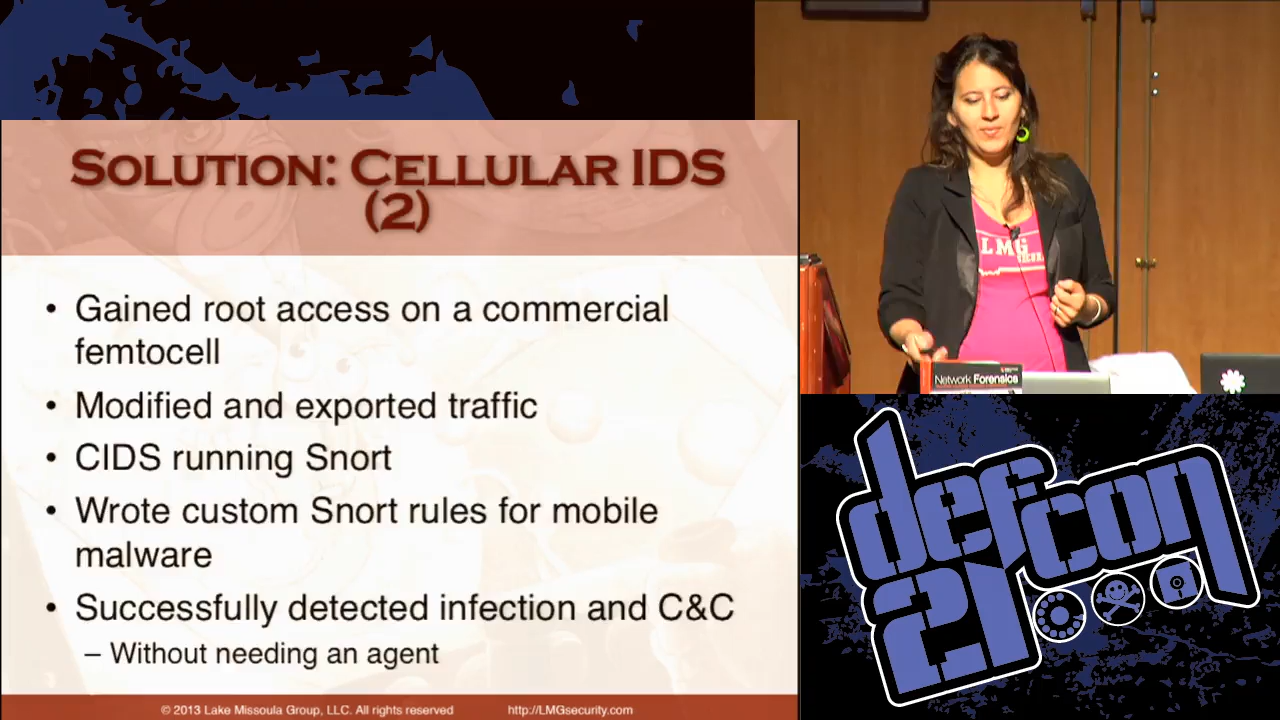 SOLUTION: CELLULAR IDS
(2)
• Gained root access on a commercial
femtocell
• Modified and exported traffic
• CIDS running Snort
• Wrote custom Snort rules for mobile
malware
• Successfully detected infection and C&C
– Without needing an agent
© 2013 Lake Missoula Group, LLC. All rights reserved http://LMGsecurity.com
LMG
Network Forensics
defcon
21